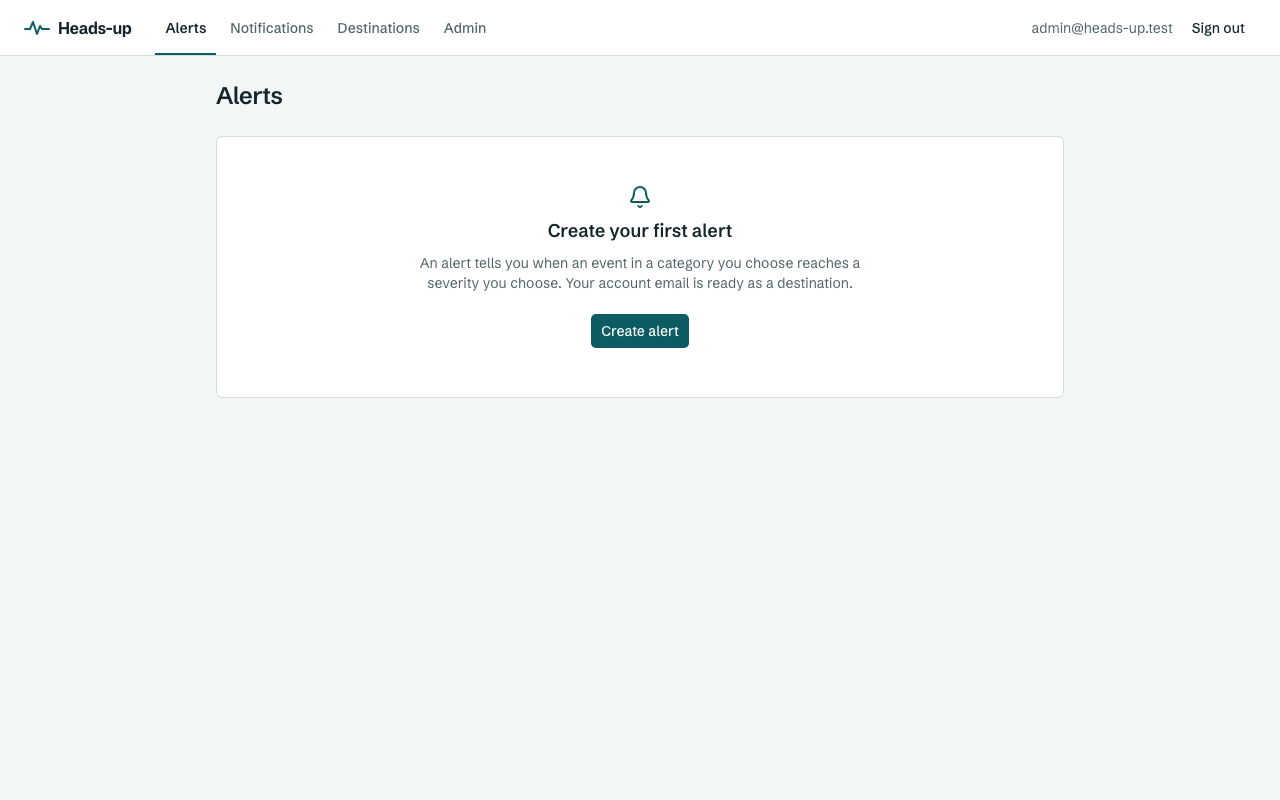 Heads-up
Alerts
Notifications
Destinations
Admin
admin@heads-up.test
Sign out
Alerts
Create your first alert
An alert tells you when an event in a category you choose reaches a
severity you choose. Your account email is ready as a destination.
Create alert